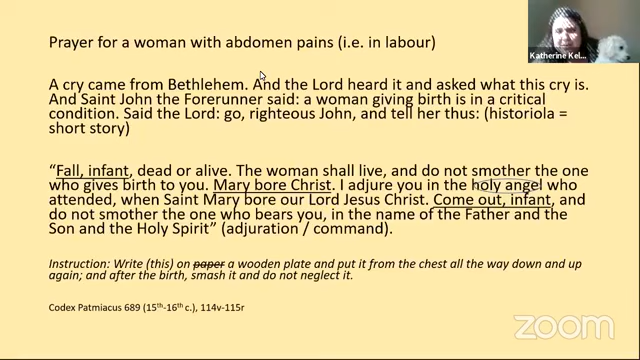 Prayer for a woman with abdomen pains (i.e. in labour)
A cry came from Bethlehem. And the Lord heard it and asked what this cry is.
And Saint John the Forerunner said: a woman giving birth is in a critical
condition. Said the Lord: go, righteous John, and tell her thus: (historiola =
short story)
“Fall, infant, dead or alive. The woman shall live, and do not smother the one
who gives birth to you. Mary bore Christ. I adjure you in the holy angel who
attended, when Saint Mary bore our Lord Jesus Christ. Come out, infant, and
do not smother the one who bears you, in the name of the Father and the
Son and the Holy Spirit” (adjuration / command).
Instruction: Write (this) on paper a wooden plate and put it from the chest all the way down and up
again; and after the birth, smash it and do not neglect it.
Codex Patmiacus 689 (15th-16th c.), 114v-115r
Katherine Kel...
zoom